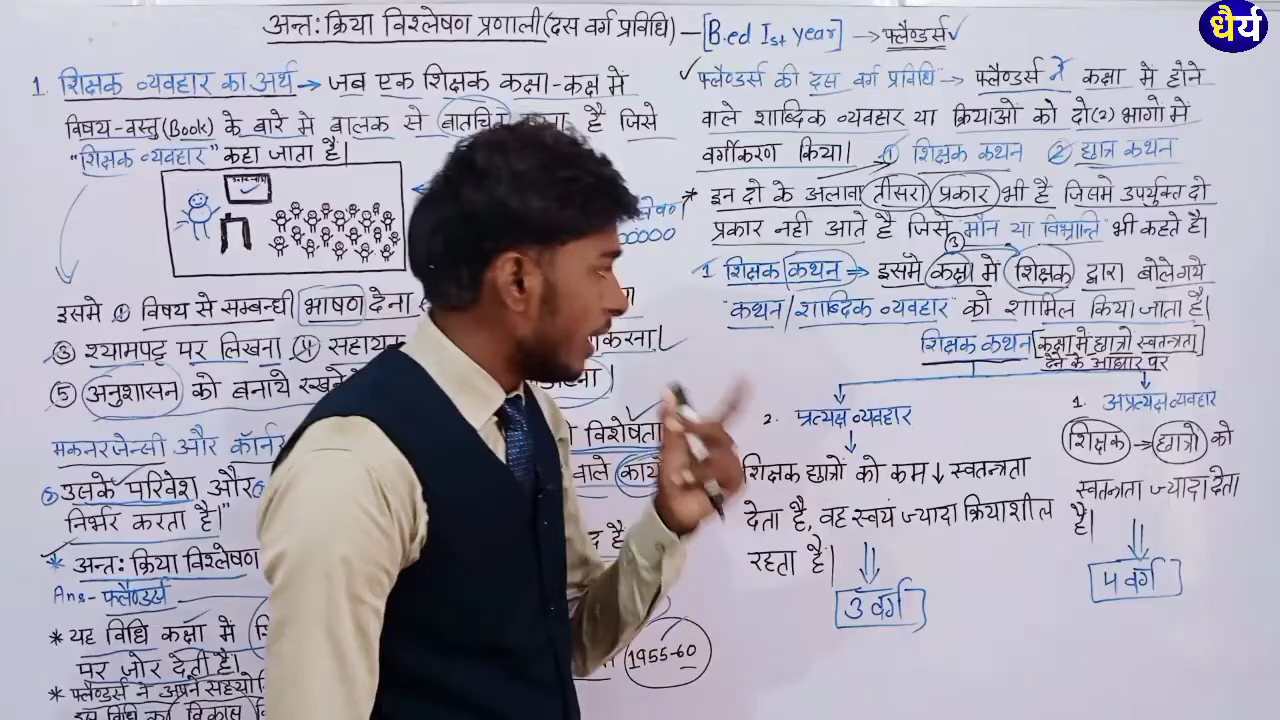 अन्त: क्रिया विश्लेषण प्रणाली (दस वर्ग प्रविधि) — [B.ed Ist year] → फ्लैण्डर्स ✓
धैर्य
1. शिक्षक व्यवहार का अर्थ → जब एक शिक्षक कक्षा-कक्ष में
विषय-वस्तु (Book) के बारे मे बालक से है जिसे
"शिक्षक व्यवहार" कहा जाता है|
इसमे ① विषय से सम्बन्धी भाषण देना
③ श्यामपट्ट पर लिखना ④ करना|
⑤ अनुशासन को बनाये
मकनरजेन्सी और कॉर्नर
विशेषता
उसके परिवेश और वाले
निर्भर करता है|"
* अन्त: क्रिया विश्लेषण
Ans- फ्लैण्डर्स
* यह विधि कक्षा मे
पर जोर देती है| 1955-60
* फ्लैण्डर्स ने अपने
इस विधि का विकास
✓ फ्लैण्डर्स की दस वर्ग प्रविधि" → फ्लैण्डर्स ने कक्षा में होने
वाले शाब्दिक व्यवहार या क्रियाओं को दो(2) भागो में
वर्गीकरण किया| ① शिक्षक कथन ② छात्र कथन
* इन दो के अलावा तीसरा प्रकार भी है जिसमे उपर्युक्त दो
प्रकार नही आते है जिसे ③ "मौन या विभ्रान्ति" भी कहते है|
1 शिक्षक कथन ⇒ इसमे कक्षा में शिक्षक द्वारा बोले गये
"कथन/शाब्दिक व्यवहार" को शामिल किया जाता है|
शिक्षक कथन [कक्षा में छात्रों स्वतन्त्रता]
देने के आधार पर
2. प्रत्यक्ष व्यवहार
शिक्षक छात्रों को कम ↓ स्वतन्त्रता
देता है, वह स्वयं ज्यादा क्रियाशील
रहता है|
3 वर्ग
1. अप्रत्यक्ष व्यवहार
शिक्षक → छात्रो को
स्वतन्त्रता ज्यादा देता
है|
4 वर्ग